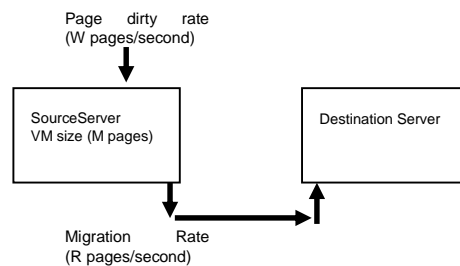 Page dirty rate
(W pages/second)
SourceServer
VM size (M pages)
Destination Server
Migration Rate
(R pages/second)